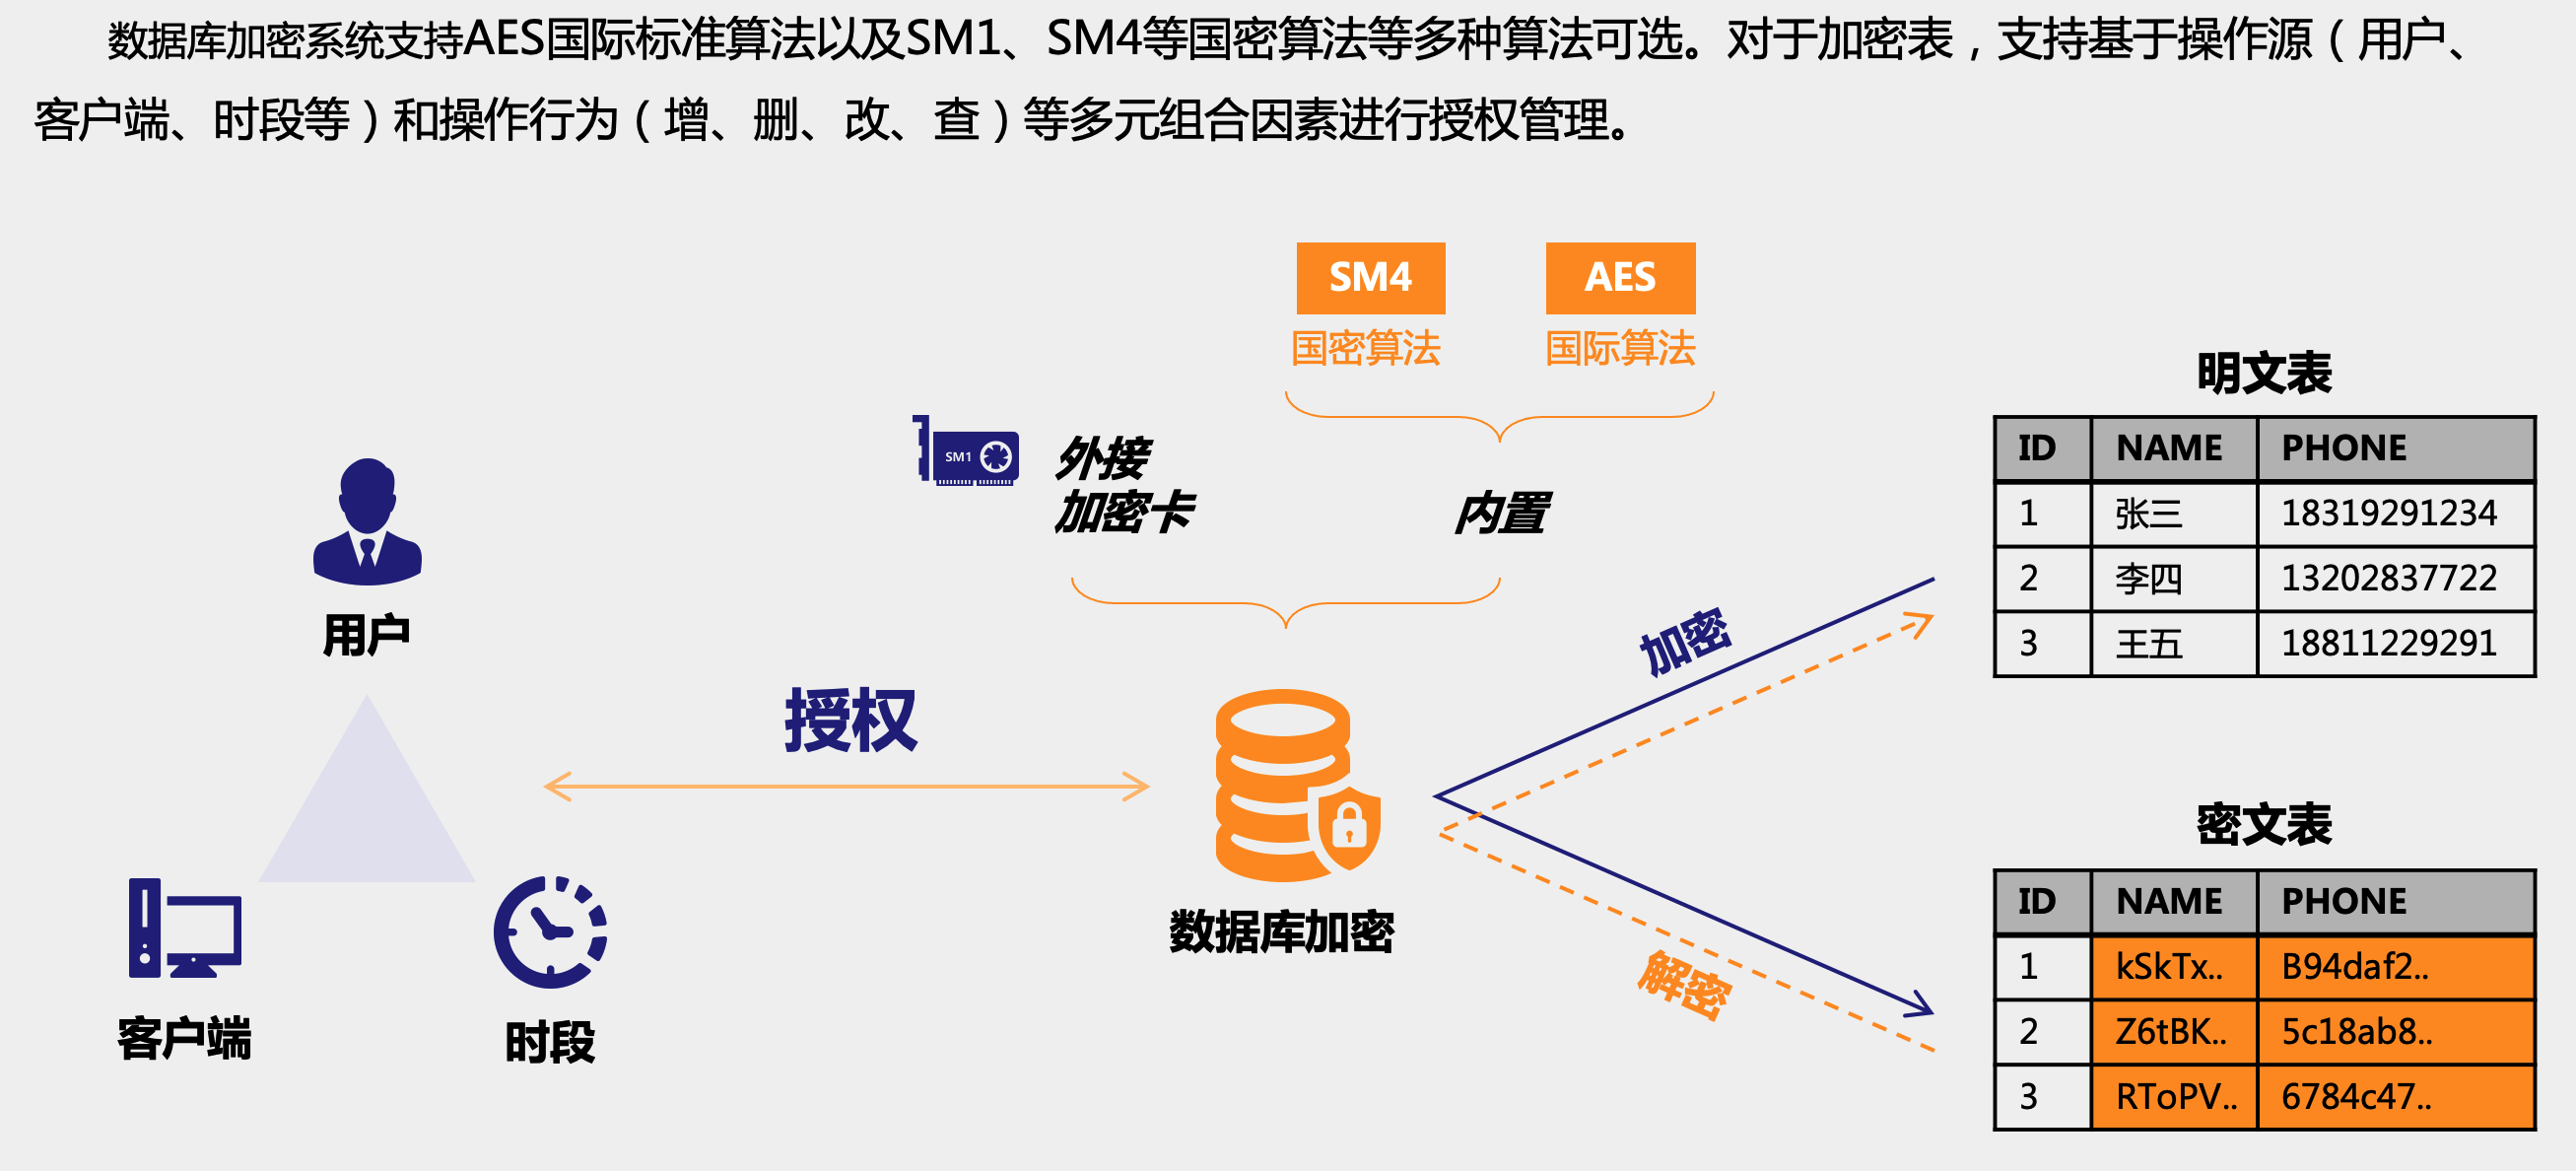 数据库加密系统支持AES国际标准算法以及SM1、SM4等国密算法等多种算法可选。对于加密表，支持基于操作源（用户、
客户端、时段等）和操作行为（增、删、改、查）等多元组合因素进行授权管理。
SM4
AES
国密算法
国际算法
SM1
外接
加密卡
内置
用户
授权
客户端
时段
数据库加密
加密
解密
明文表
ID NAME PHONE
1 张三 18319291234
2 李四 13202837722
3 王五 18811229291
密文表
ID NAME PHONE
1 kSkTx.. B94daf2..
2 Z6tBK.. 5c18ab8..
3 RToPV.. 6784c47..